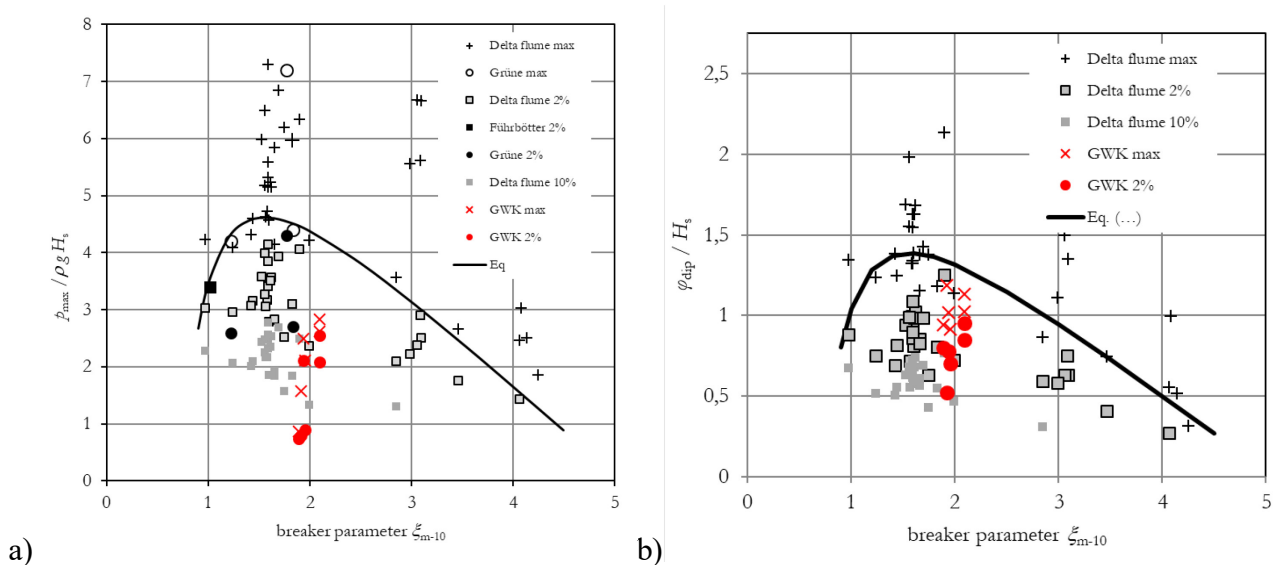 8
7
6
5
4
3
2
1
0
0
1
2
3
4
5
p_max / ρ g H_s
breaker parameter ξ_m-10
Delta flume max
Grüne max
Delta flume 2%
Führbötter 2%
Grüne 2%
Delta flume 10%
GWK max
GWK 2%
Eq
a)
2,5
2
1,5
1
0,5
0
0
1
2
3
4
5
φ_dip / H_s
breaker parameter ξ_m-10
Delta flume max
Delta flume 2%
Delta flume 10%
GWK max
GWK 2%
Eq. (…)
b)